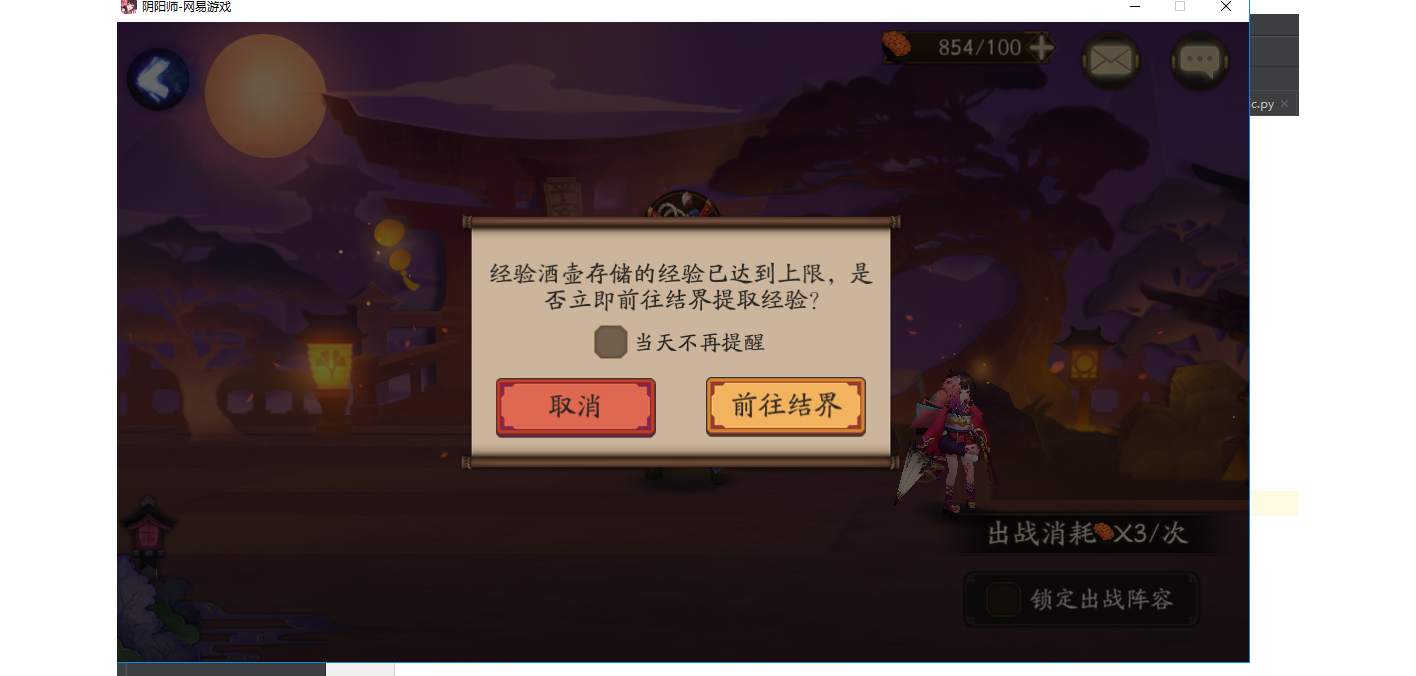 阴阳师-网易游戏
854/100
c.py
经验酒壶存储的经验已达到上限，是
否立即前往结界提取经验？
当天不再提醒
取消
前往结界
出战消耗X3/次
锁定出战阵容